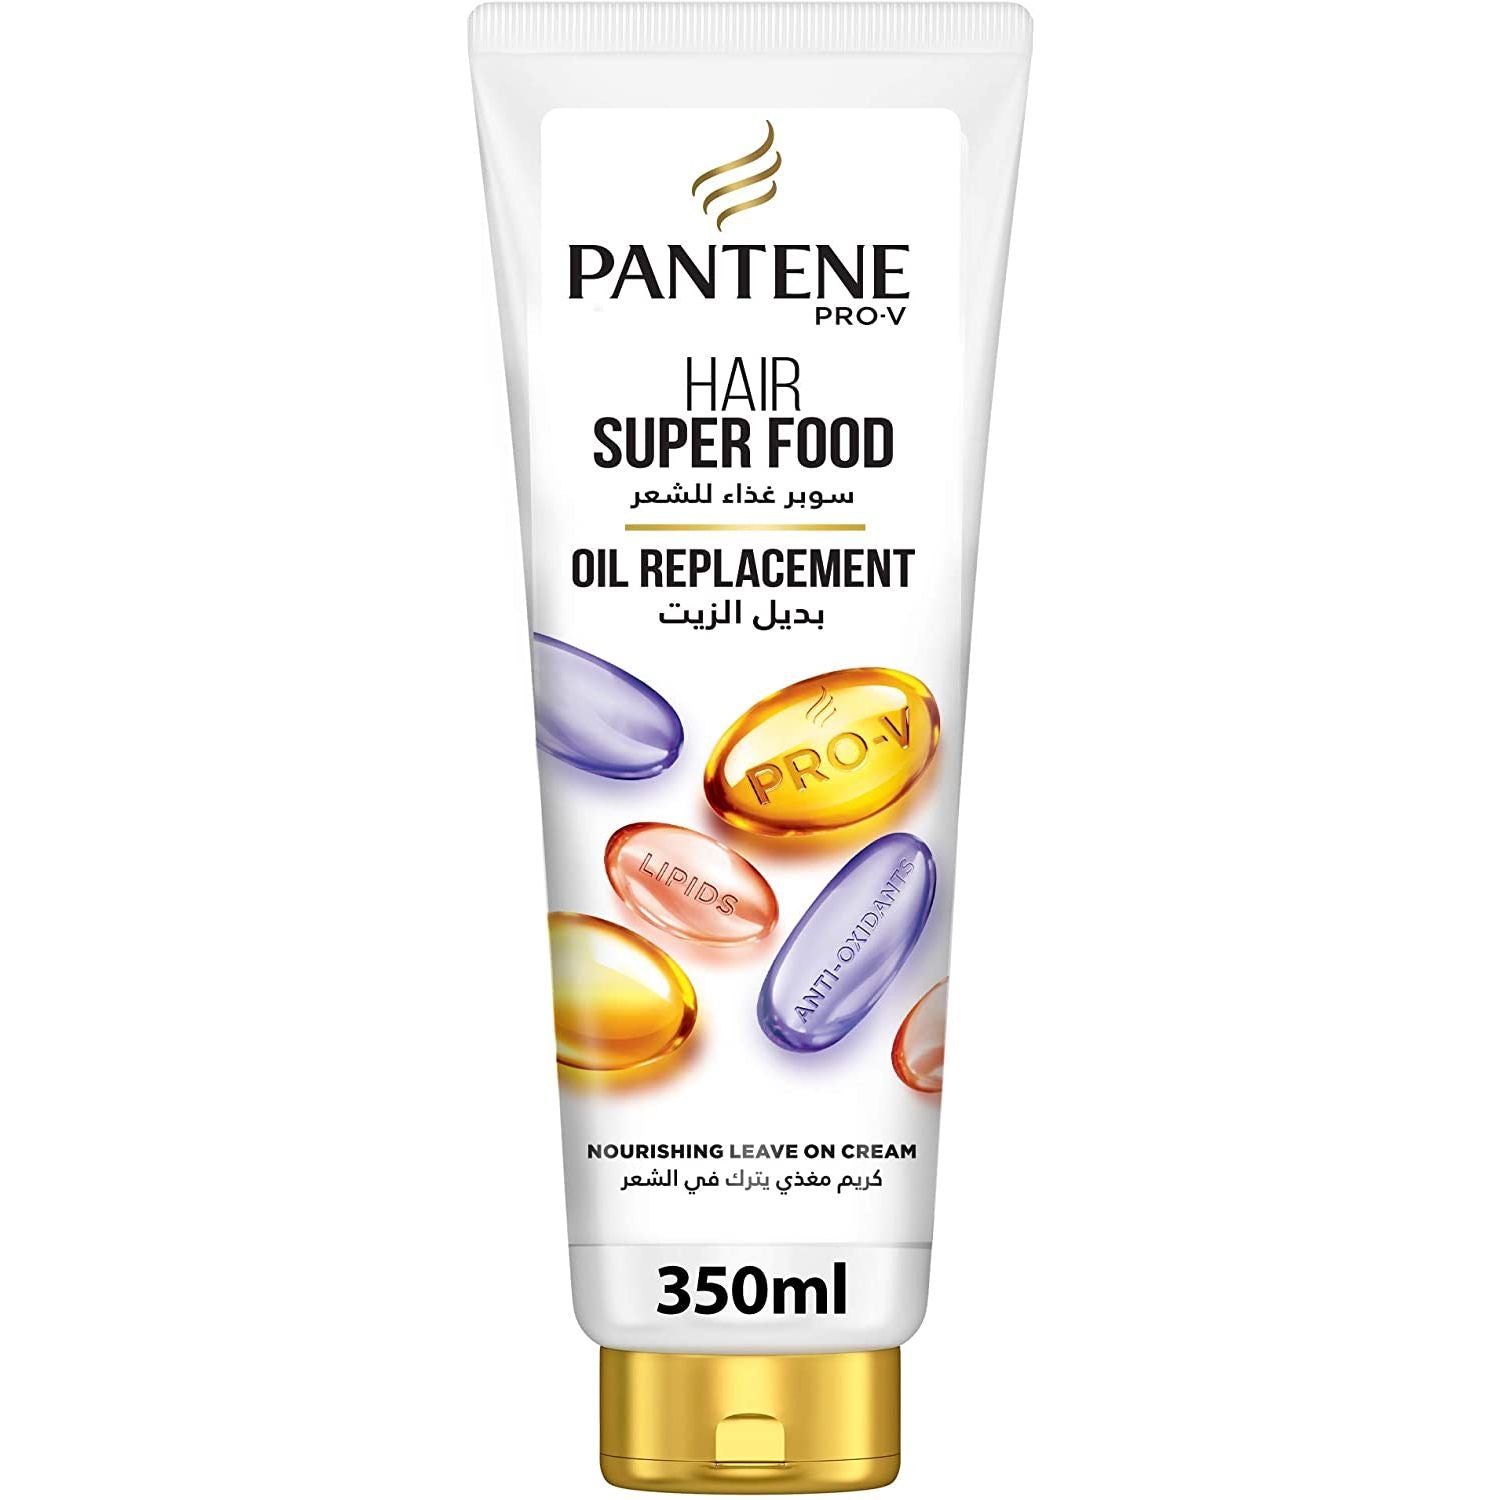 PANTENE
PRO-V
HAIR
SUPER FOOD
سوبر غذاء للشعر
OIL REPLACEMENT
بديل الزيت
PRO-V
LIPIDS
ANTI-OXIDANTS
NOURISHING LEAVE ON CREAM
كريم مغذي يترك في الشعر
350ml